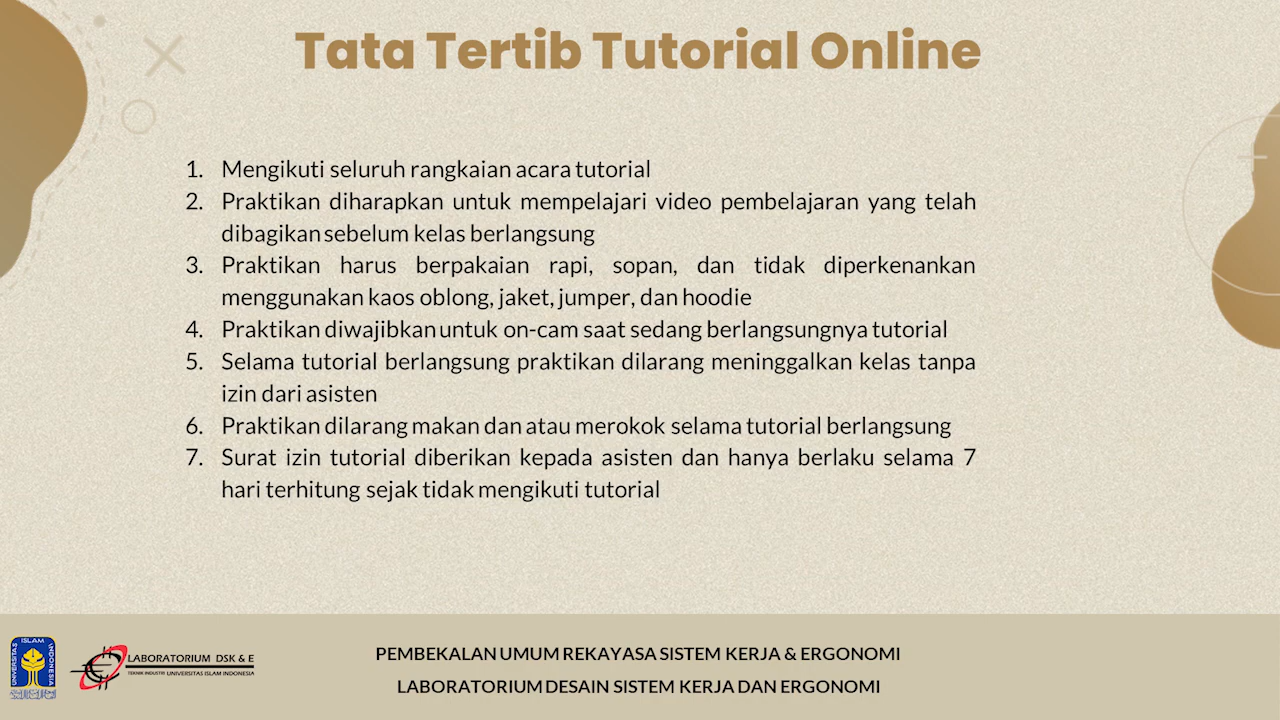 Tata Tertib Tutorial Online
1. Mengikuti seluruh rangkaian acara tutorial
2. Praktikan diharapkan untuk mempelajari video pembelajaran yang telah
dibagikan sebelum kelas berlangsung
3. Praktikan harus berpakaian rapi, sopan, dan tidak diperkenankan
menggunakan kaos oblong, jaket, jumper, dan hoodie
4. Praktikan diwajibkan untuk on-cam saat sedang berlangsungnya tutorial
5. Selama tutorial berlangsung praktikan dilarang meninggalkan kelas tanpa
izin dari asisten
6. Praktikan dilarang makan dan atau merokok selama tutorial berlangsung
7. Surat izin tutorial diberikan kepada asisten dan hanya berlaku selama 7
hari terhitung sejak tidak mengikuti tutorial
UNIVERSITAS ISLAM INDONESIA
LABORATORIUM DSK & E
TEKNIK INDUSTRI UNIVERSITAS ISLAM INDONESIA
PEMBEKALAN UMUM REKAYASA SISTEM KERJA & ERGONOMI
LABORATORIUM DESAIN SISTEM KERJA DAN ERGONOMI